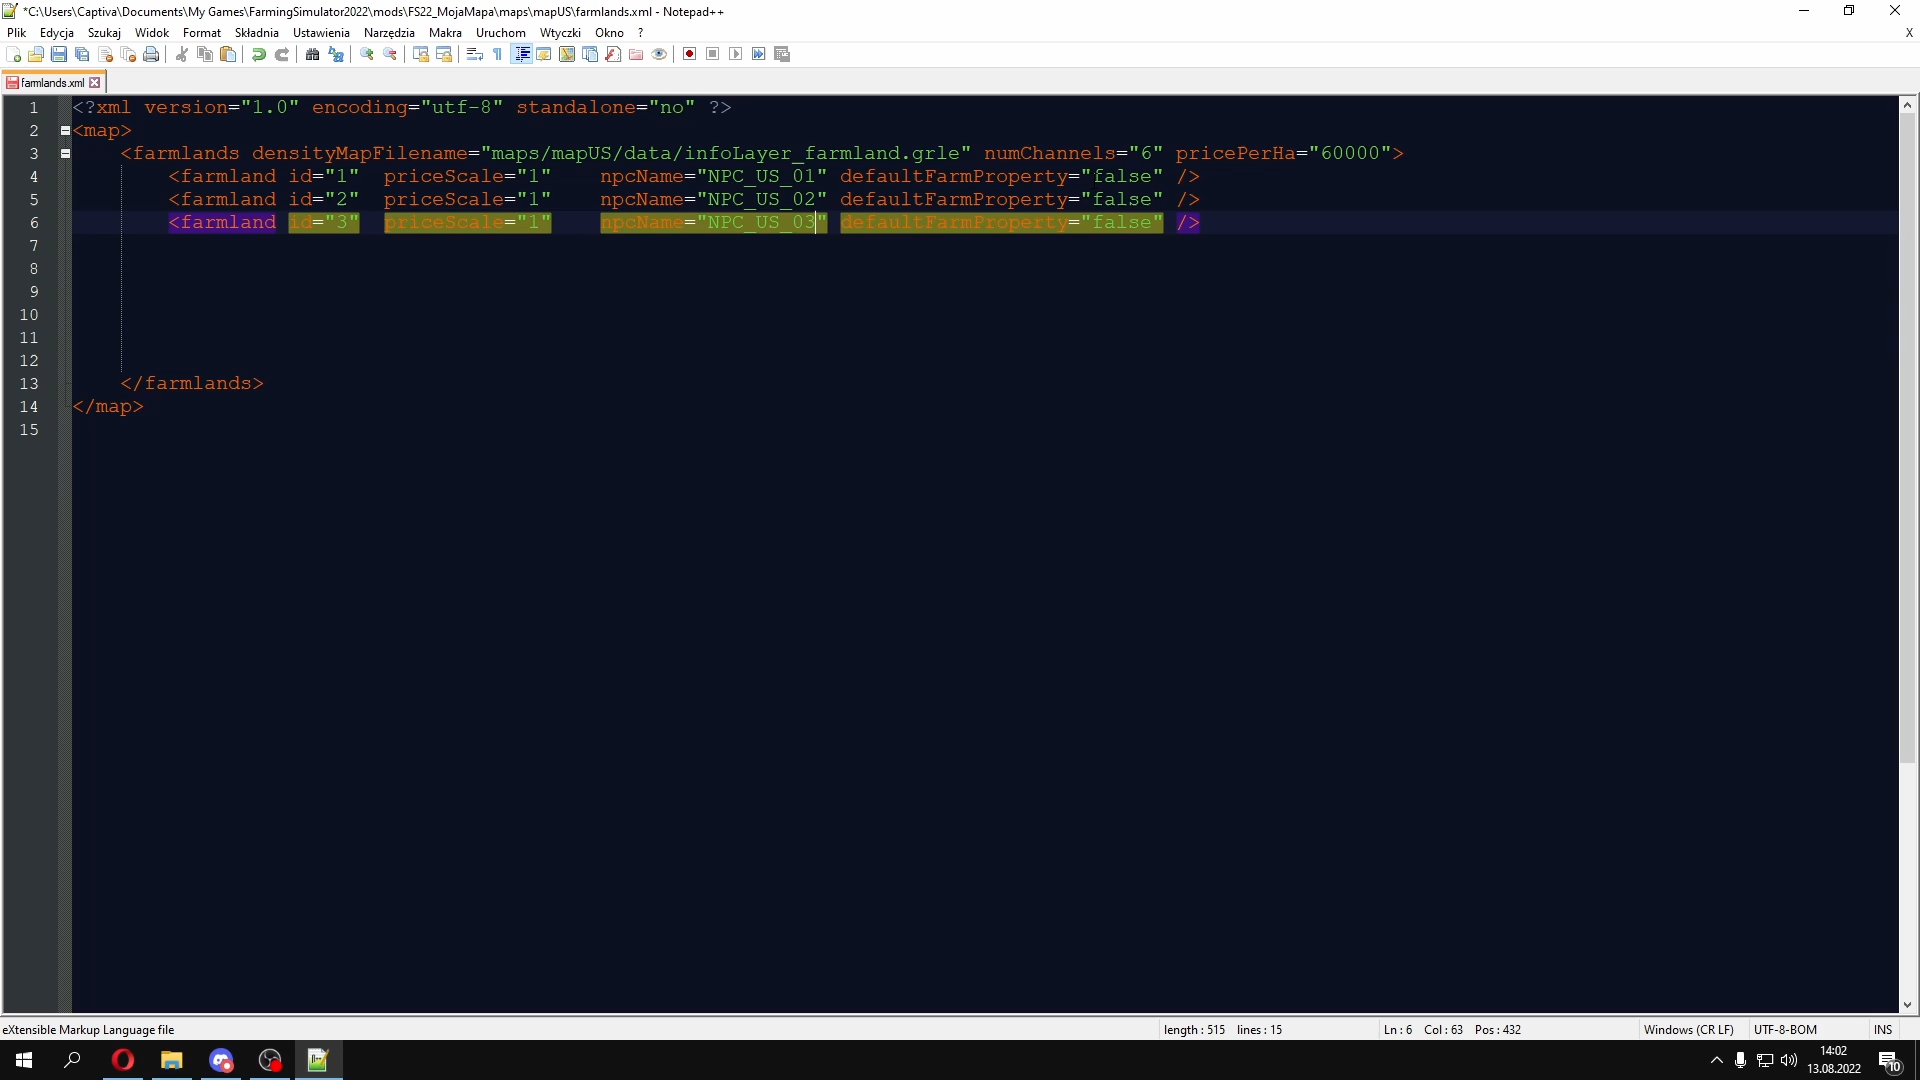 *C:\Users\Captiva\Documents\My Games\FarmingSimulator2022\mods\FS22_MojaMapa\maps\mapUS\farmlands.xml - Notepad++
Plik Edycja Szukaj Widok Format Składnia Ustawienia Narzędzia Makra Uruchom Wtyczki Okno ? X
farmlands.xml
1 <?xml version="1.0" encoding="utf-8" standalone="no" ?>
2 <map>
3 <farmlands densityMapFilename="maps/mapUS/data/infoLayer_farmland.grle" numChannels="6" pricePerHa="60000">
4 <farmland id="1" priceScale="1" npcName="NPC_US_01" defaultFarmProperty="false" />
5 <farmland id="2" priceScale="1" npcName="NPC_US_02" defaultFarmProperty="false" />
6 <farmland id="3" priceScale="1" npcName="NPC_US_03" defaultFarmProperty="false" />
7
8
9
10
11
12
13 </farmlands>
14 </map>
15
eXtensible Markup Language file length : 515 lines : 15 Ln : 6 Col : 63 Pos : 432 Windows (CR LF) UTF-8-BOM INS
14:02
13.08.2022
10